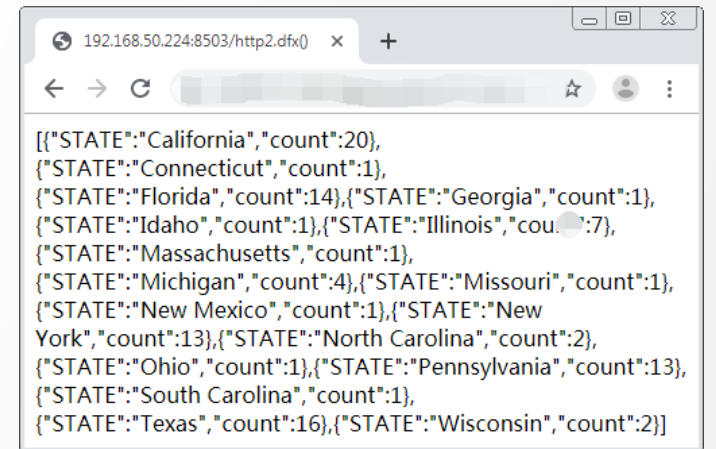 192.168.50.224:8503/http2.dfx()
[{"STATE":"California","count":20},
{"STATE":"Connecticut","count":1},
{"STATE":"Florida","count":14},{"STATE":"Georgia","count":1},
{"STATE":"Idaho","count":1},{"STATE":"Illinois", :7},
{"STATE":"Massachusetts","count":1},
{"STATE":"Michigan","count":4},{"STATE":"Missouri","count":1},
{"STATE":"New Mexico","count":1},{"STATE":"New
York","count":13},{"STATE":"North Carolina","count":2},
{"STATE":"Ohio","count":1},{"STATE":"Pennsylvania","count":13},
{"STATE":"South Carolina","count":1},
{"STATE":"Texas","count":16},{"STATE":"Wisconsin","count":2}]